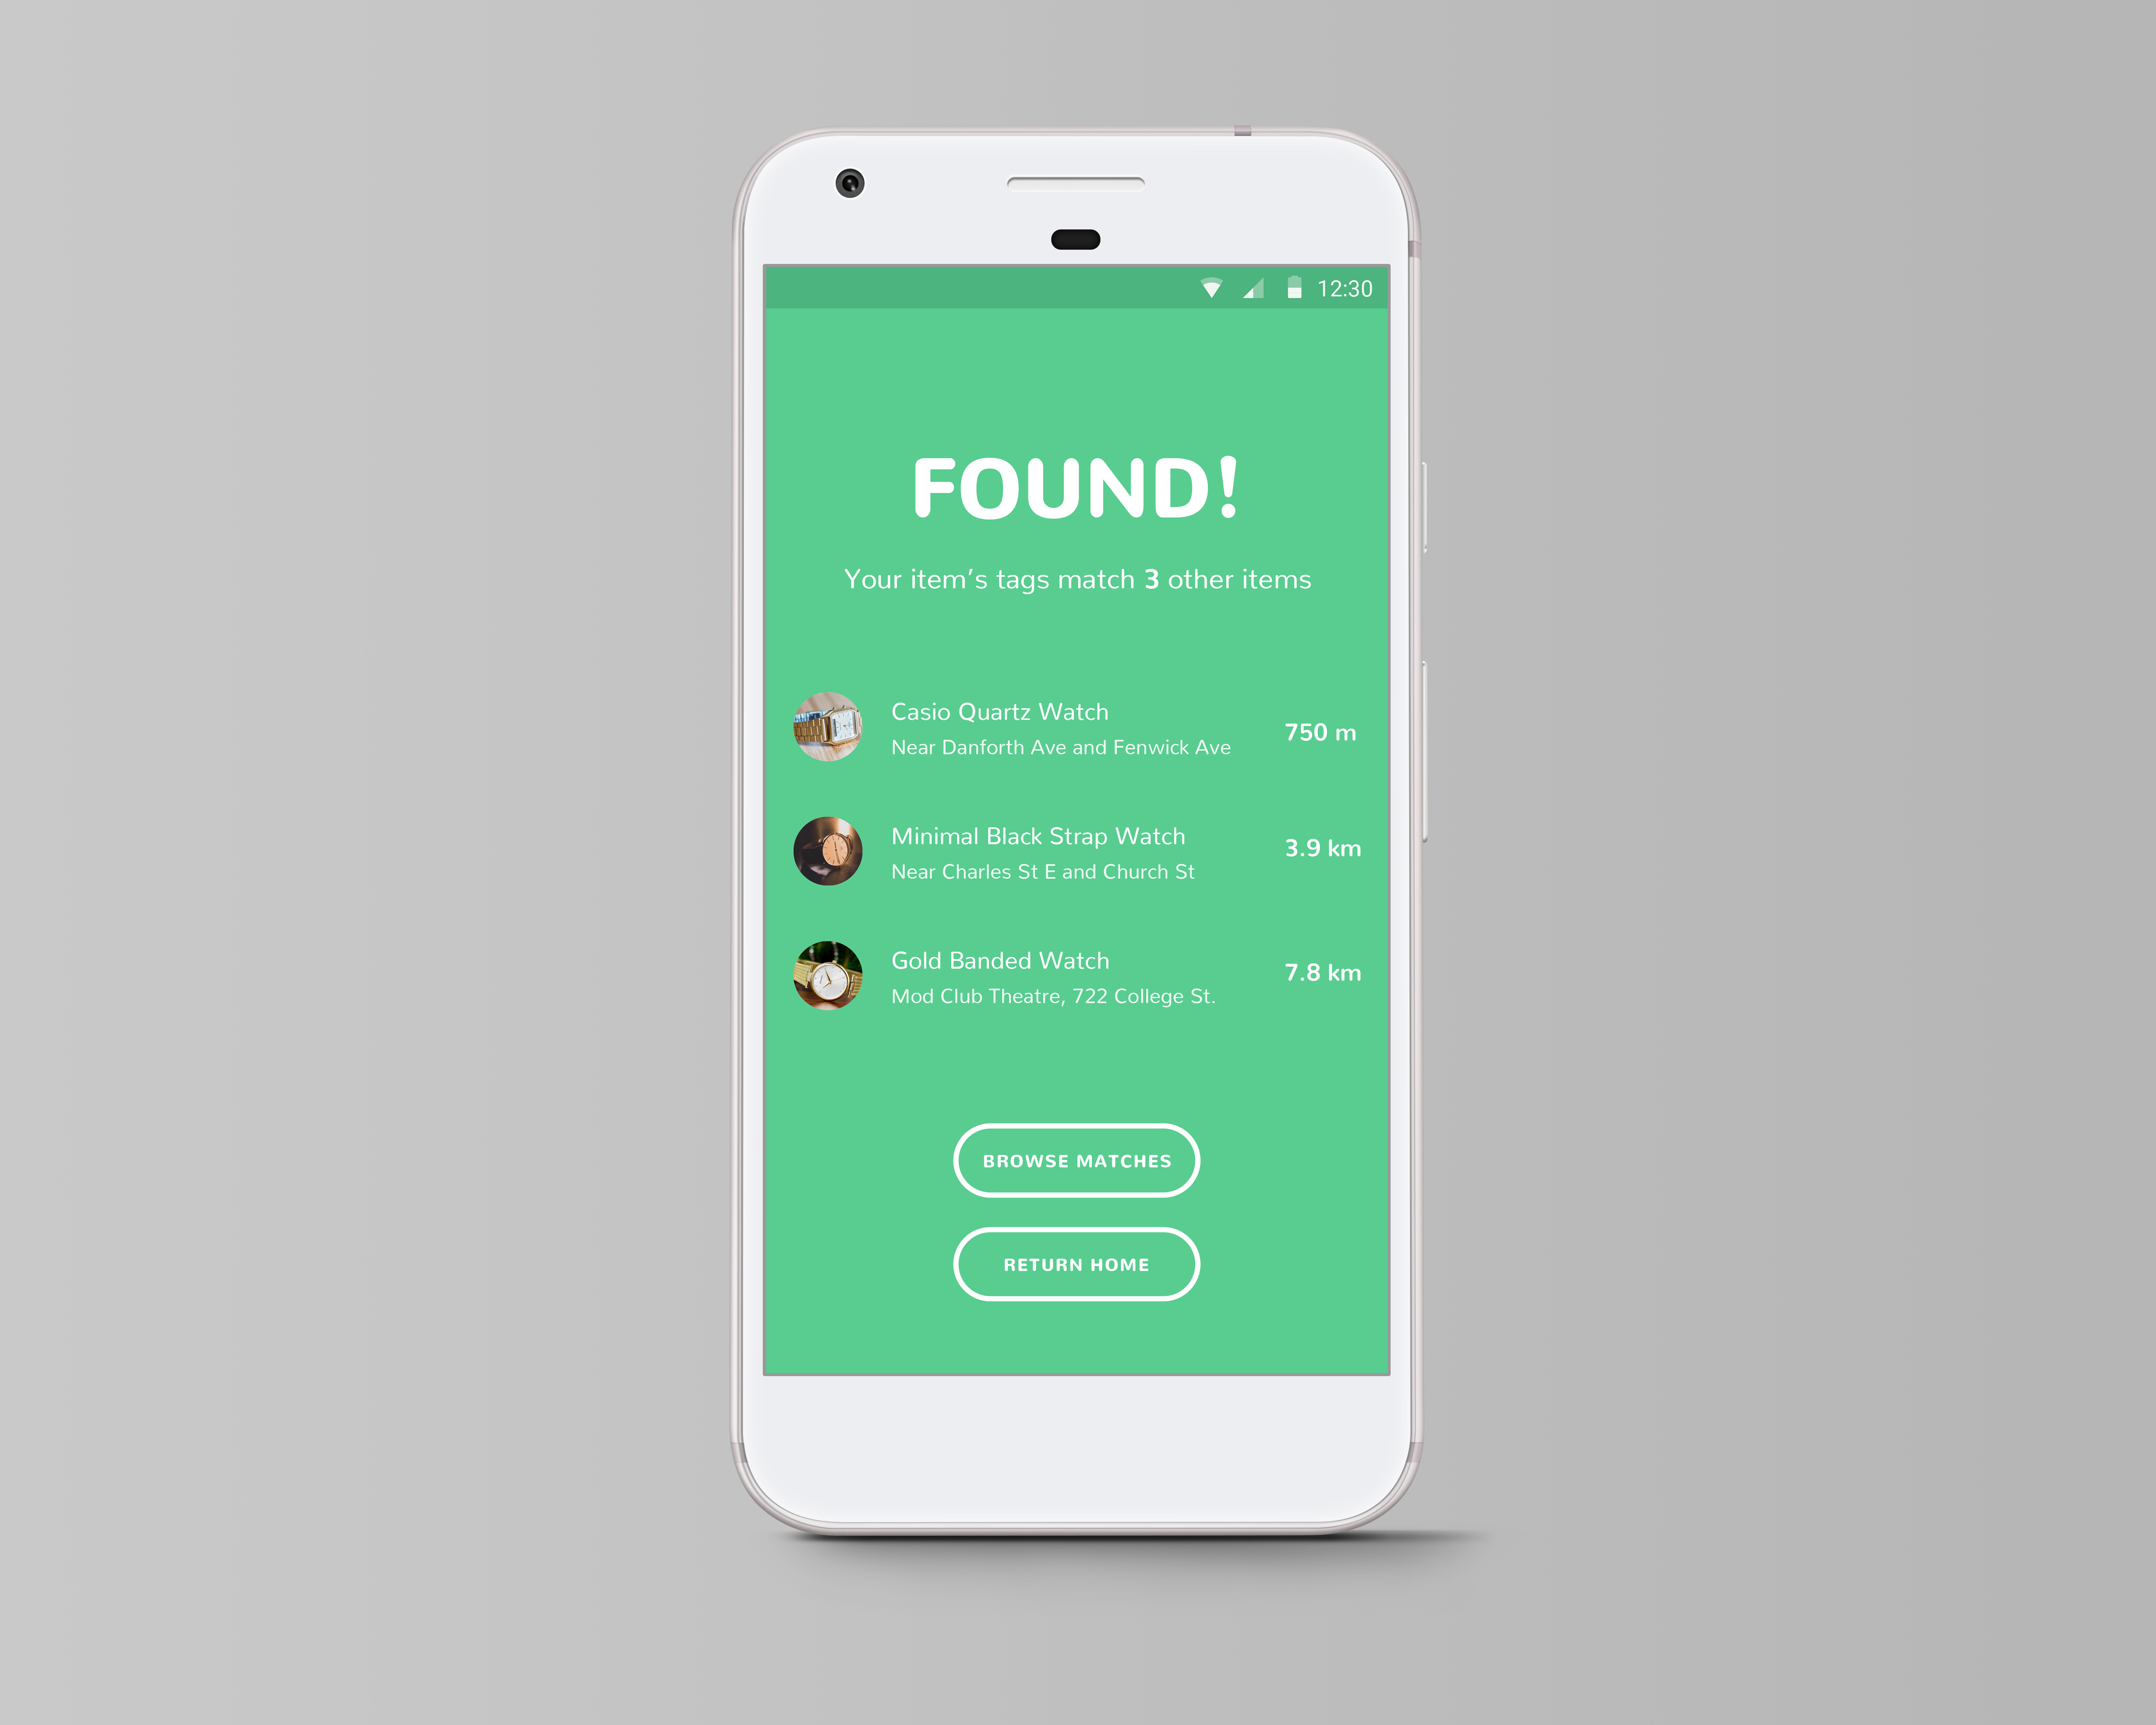 12:30
FOUND!
Your item’s tags match 3 other items
Casio Quartz Watch
Near Danforth Ave and Fenwick Ave
750 m
Minimal Black Strap Watch
Near Charles St E and Church St
3.9 km
Gold Banded Watch
Mod Club Theatre, 722 College St.
7.8 km
BROWSE MATCHES
RETURN HOME